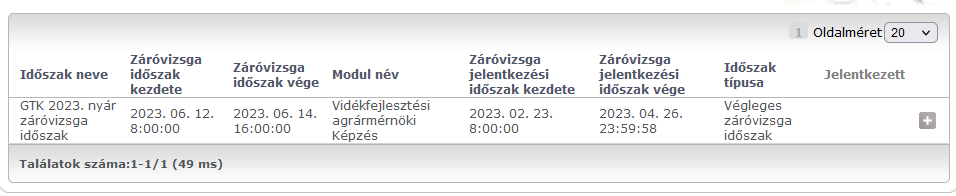 1 Oldalméret 20
Időszak neve Záróvizsga időszak kezdete Záróvizsga időszak vége Modul név Záróvizsga jelentkezési időszak kezdete Záróvizsga jelentkezési időszak vége Időszak típusa Jelentkezett
GTK 2023. nyár záróvizsga időszak 2023. 06. 12. 8:00:00 2023. 06. 14. 16:00:00 Vidékfejlesztési agrármérnöki Képzés 2023. 02. 23. 8:00:00 2023. 04. 26. 23:59:58 Végleges záróvizsga időszak
Találatok száma:1-1/1 (49 ms)